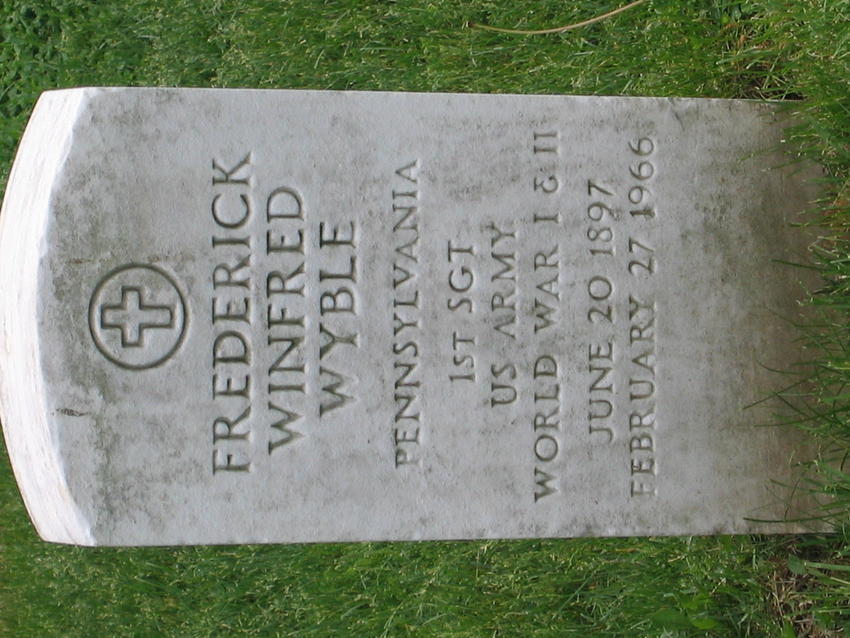 FREDERICK
WINFRED
WYBLE
PENNSYLVANIA
1ST SGT
US ARMY
WORLD WAR I & II
JUNE 20 1897
FEBRUARY 27 1966